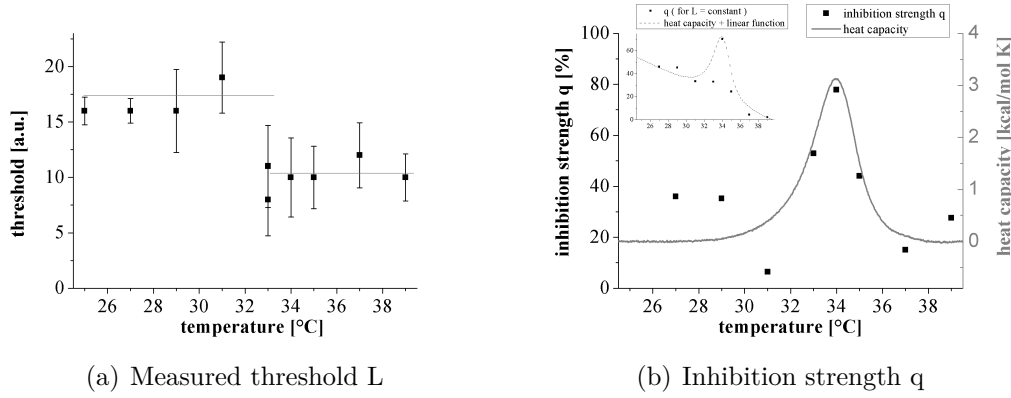 threshold [a.u.]
20
15
10
5
0
26 28 30 32 34 36 38
temperature [°C]
(a) Measured threshold L
q ( for L = constant )
heat capacity + linear function
60
40
20
0
26 28 30 32 34 36 38
inhibition strength q
heat capacity
inhibition strength q [%]
100
80
60
40
20
0
26 28 30 32 34 36 38
temperature [°C]
4
3
2
1
0
heat capacity [kcal/mol K]
(b) Inhibition strength q